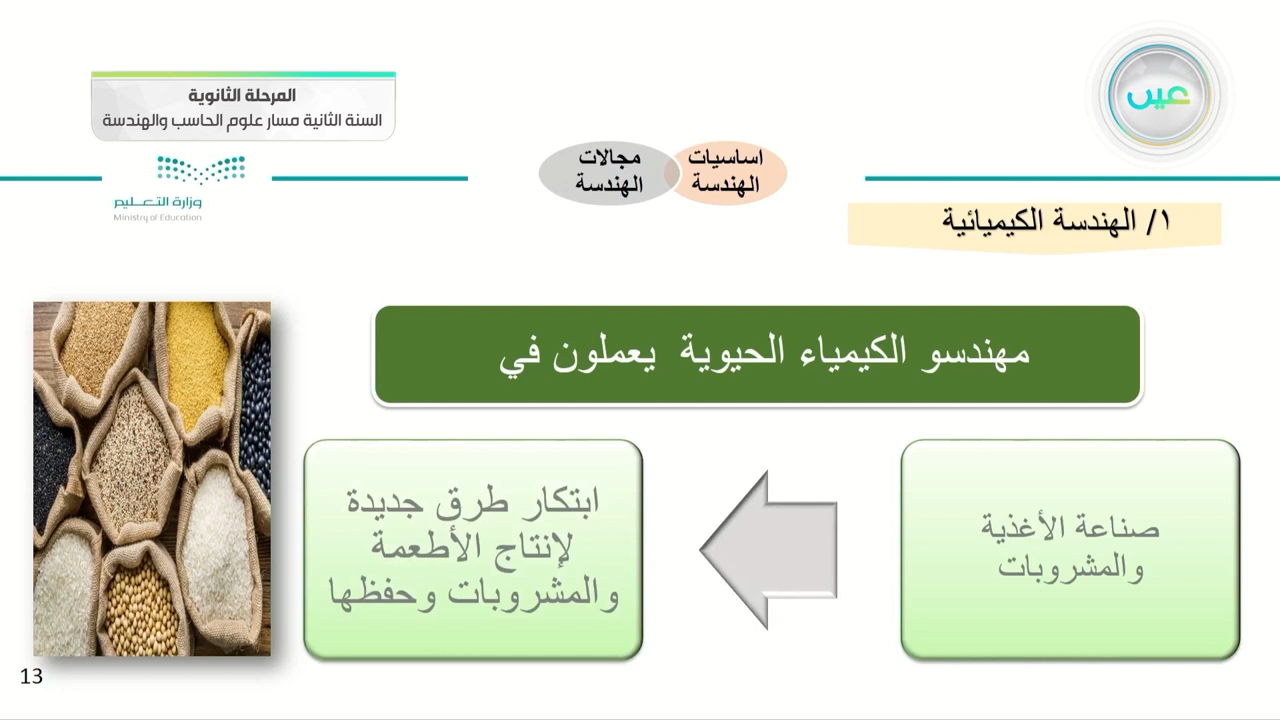 المرحلة الثانوية
السنة الثانية مسار علوم الحاسب والهندسة
عين
وزارة التعـــليم
Ministry of Education
اساسيات
الهندسة
مجالات
الهندسة
١/ الهندسة الكيميائية
مهندسو الكيمياء الحيوية يعملون في
صناعة الأغذية
والمشروبات
ابتكار طرق جديدة
لإنتاج الأطعمة
والمشروبات وحفظها
13